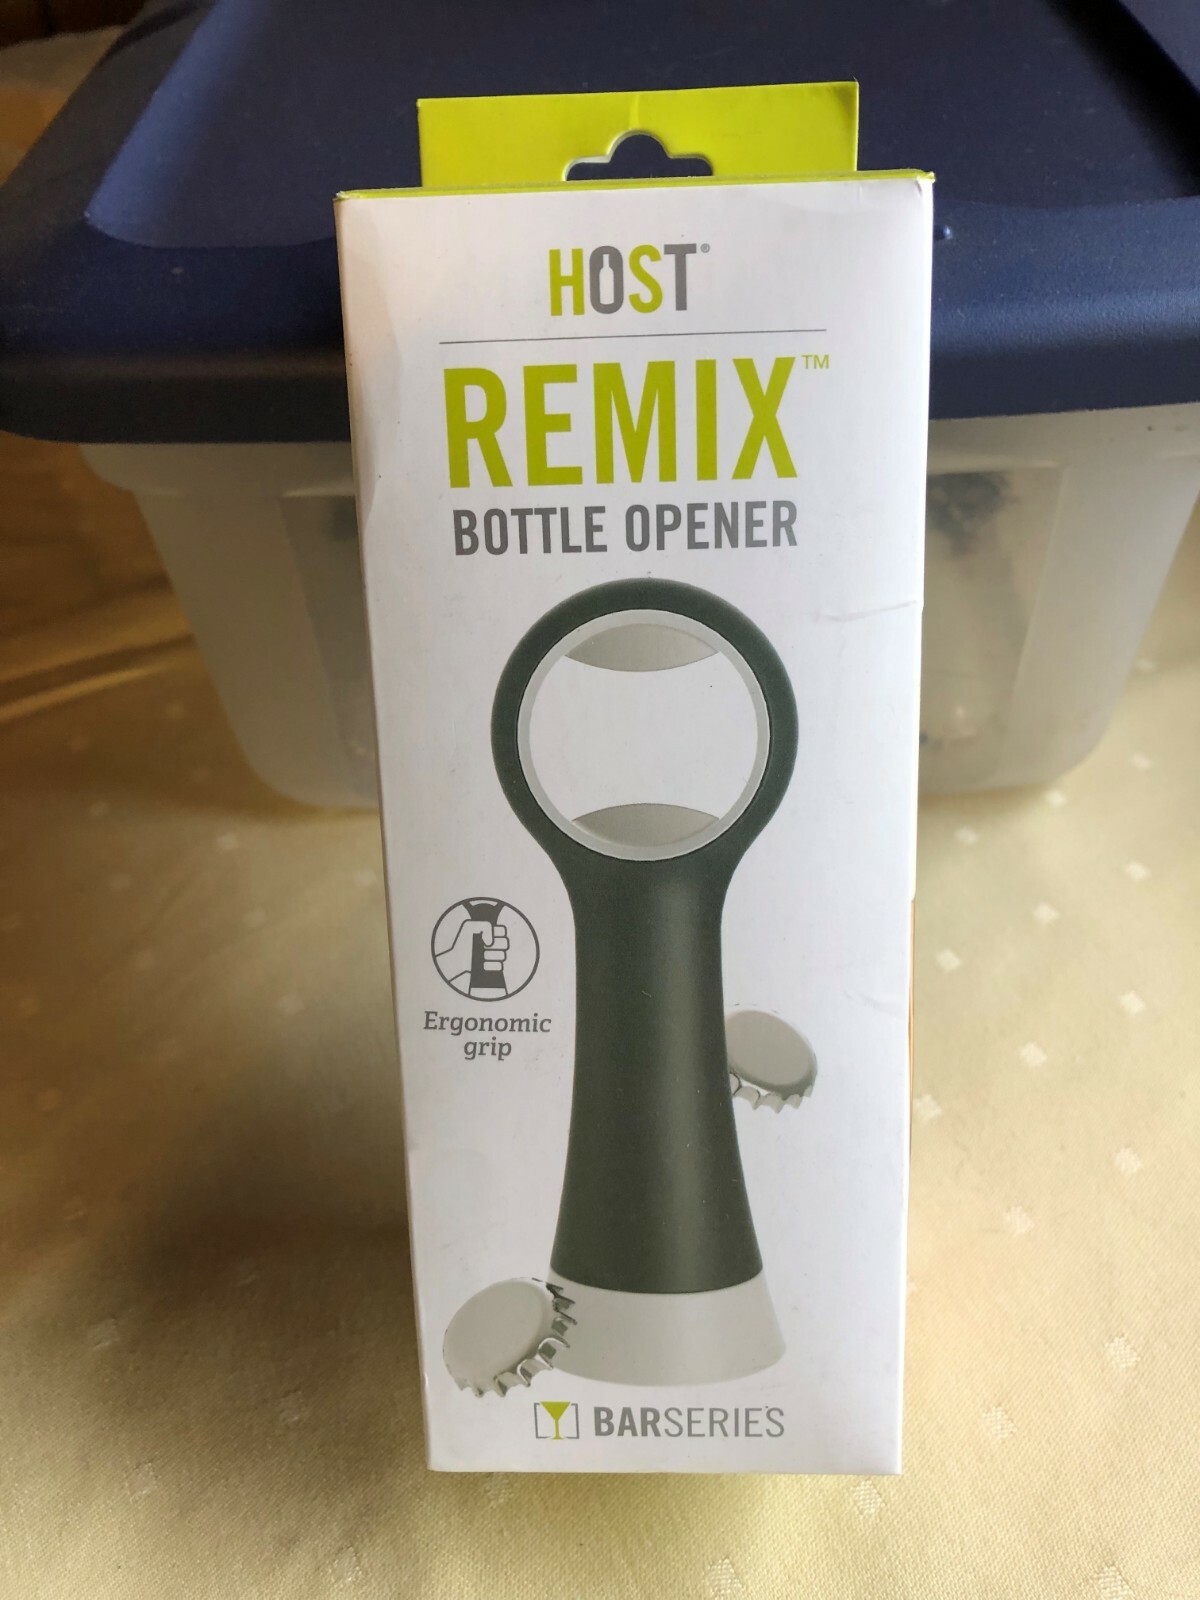 HOST®
REMIX™
BOTTLE OPENER
Ergonomic
grip
BARSERIES